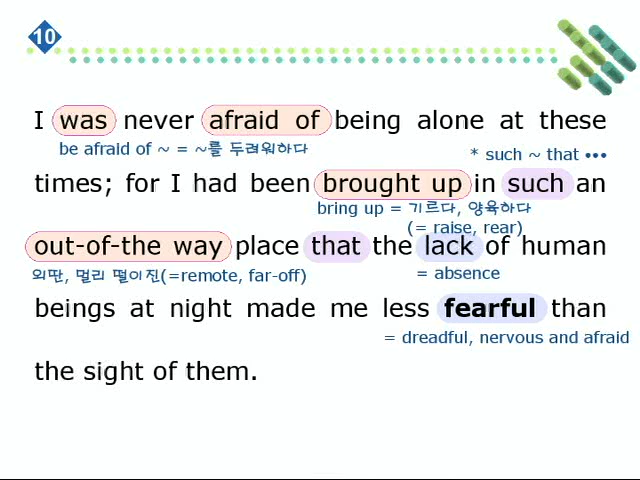 10
I was never afraid of being alone at these
be afraid of ~ = ~를 두려워하다
* such ~ that •••
times; for I had been brought up in such an
bring up = 기르다, 양육하다
(= raise, rear)
out-of-the way place that the lack of human
외딴, 멀리 떨어진(=remote, far-off)
= absence
beings at night made me less fearful than
= dreadful, nervous and afraid
the sight of them.